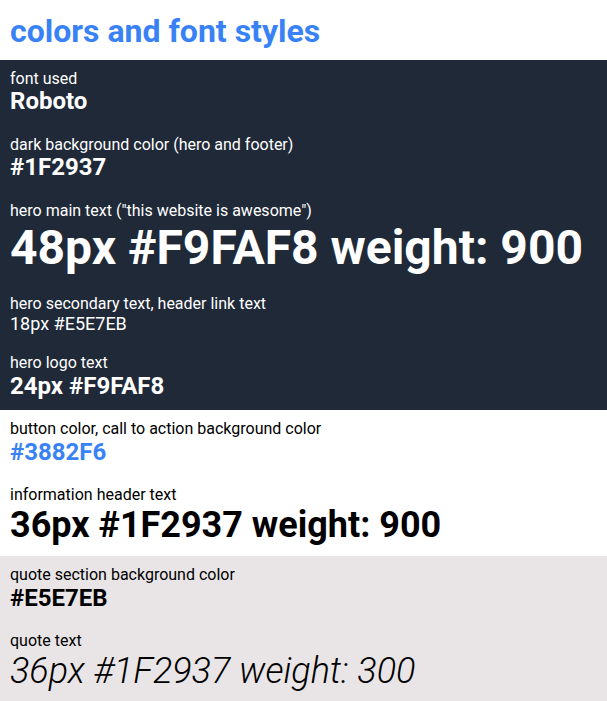 colors and font styles
font used
Roboto
dark background color (hero and footer)
#1F2937
hero main text ("this website is awesome")
48px #F9FAF8 weight: 900
hero secondary text, header link text
18px #E5E7EB
hero logo text
24px #F9FAF8
button color, call to action background color
#3882F6
information header text
36px #1F2937 weight: 900
quote section background color
#E5E7EB
quote text
36px #1F2937 weight: 300